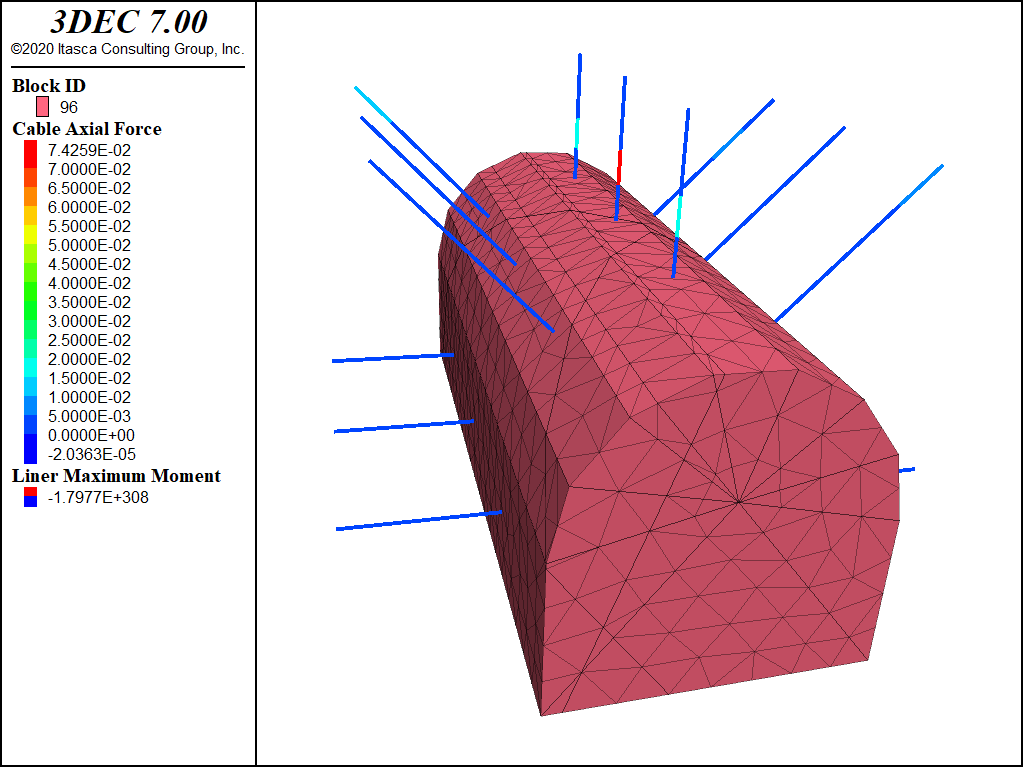 3DEC 7.00
©2020 Itasca Consulting Group, Inc.
Block ID
96
Cable Axial Force
7.4259E-02
7.0000E-02
6.5000E-02
6.0000E-02
5.5000E-02
5.0000E-02
4.5000E-02
4.0000E-02
3.5000E-02
3.0000E-02
2.5000E-02
2.0000E-02
1.5000E-02
1.0000E-02
5.0000E-03
0.0000E+00
-2.0363E-05
Liner Maximum Moment
-1.7977E+308